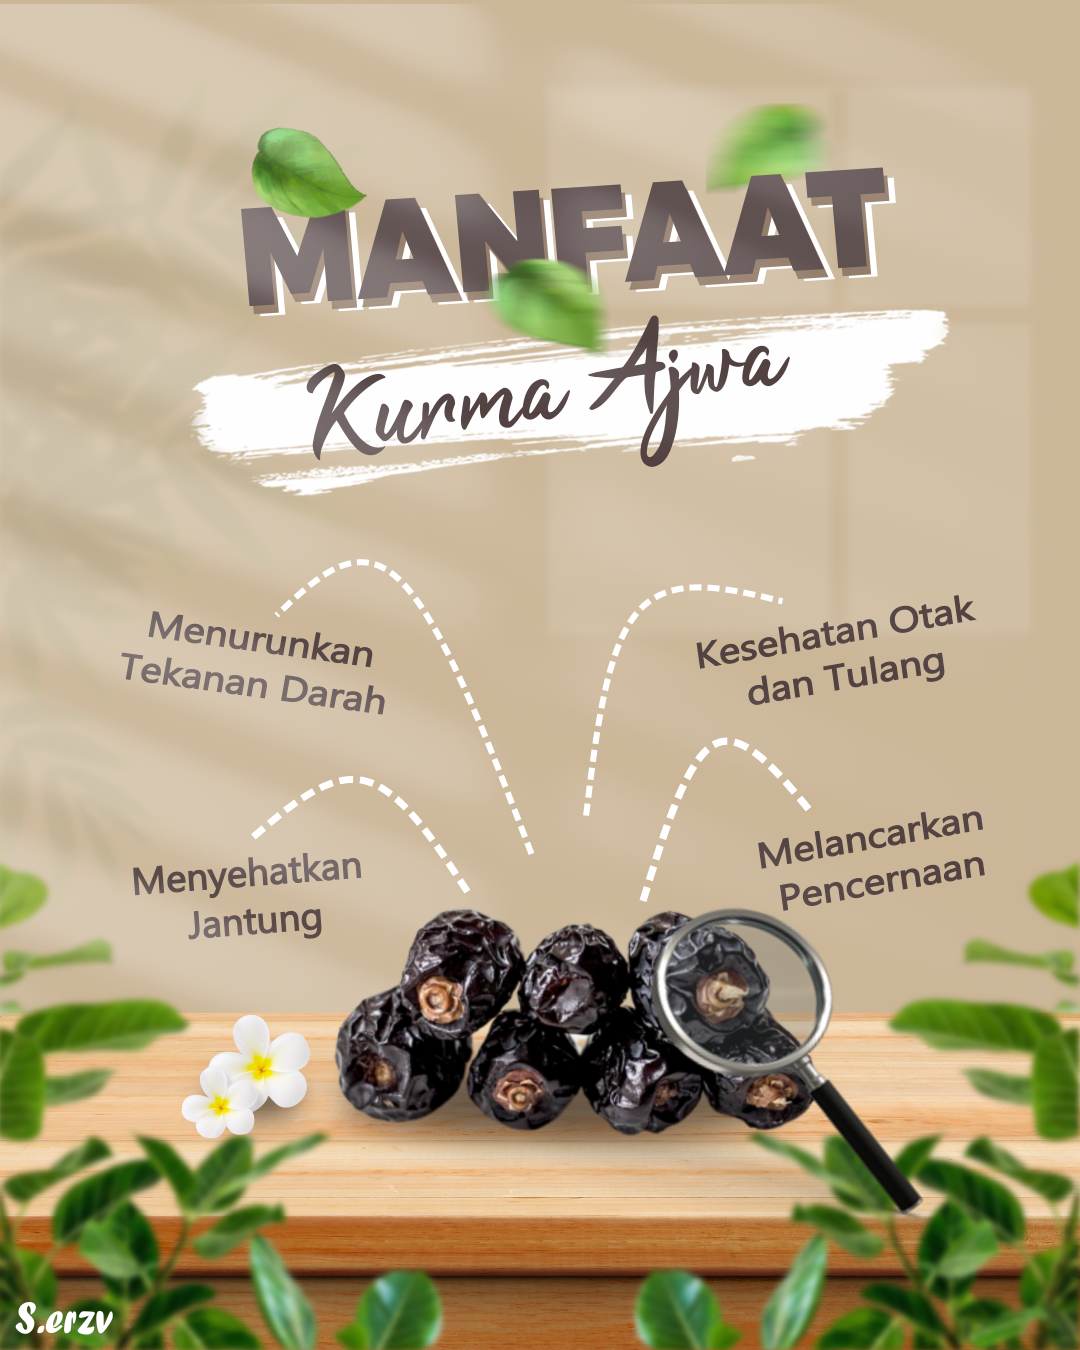 MANFAAT
Kurma Ajwa
Menurunkan
Tekanan Darah
Kesehatan Otak
dan Tulang
Menyehatkan
Jantung
Melancarkan
Pencernaan
S.erzv